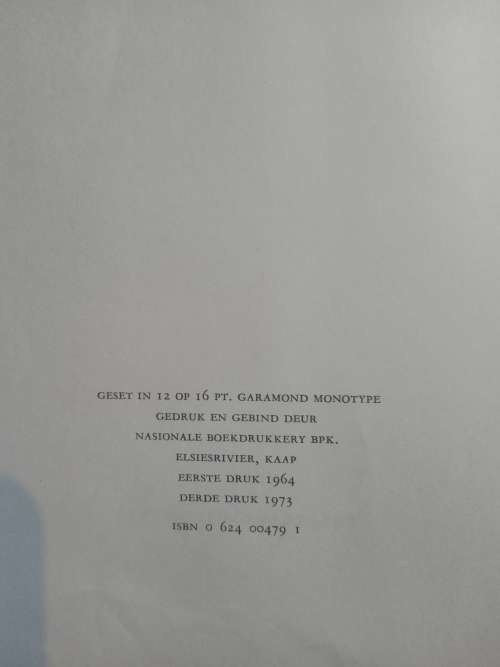 GESET IN 12 OP 16 PT. GARAMOND MONOTYPE
GEDRUK EN GEBIND DEUR
NASIONALE BOEKDRUKKERY BPK.
ELSIESRIVIER, KAAP
EERSTE DRUK 1964
DERDE DRUK 1973
ISBN 0 624 00479 1